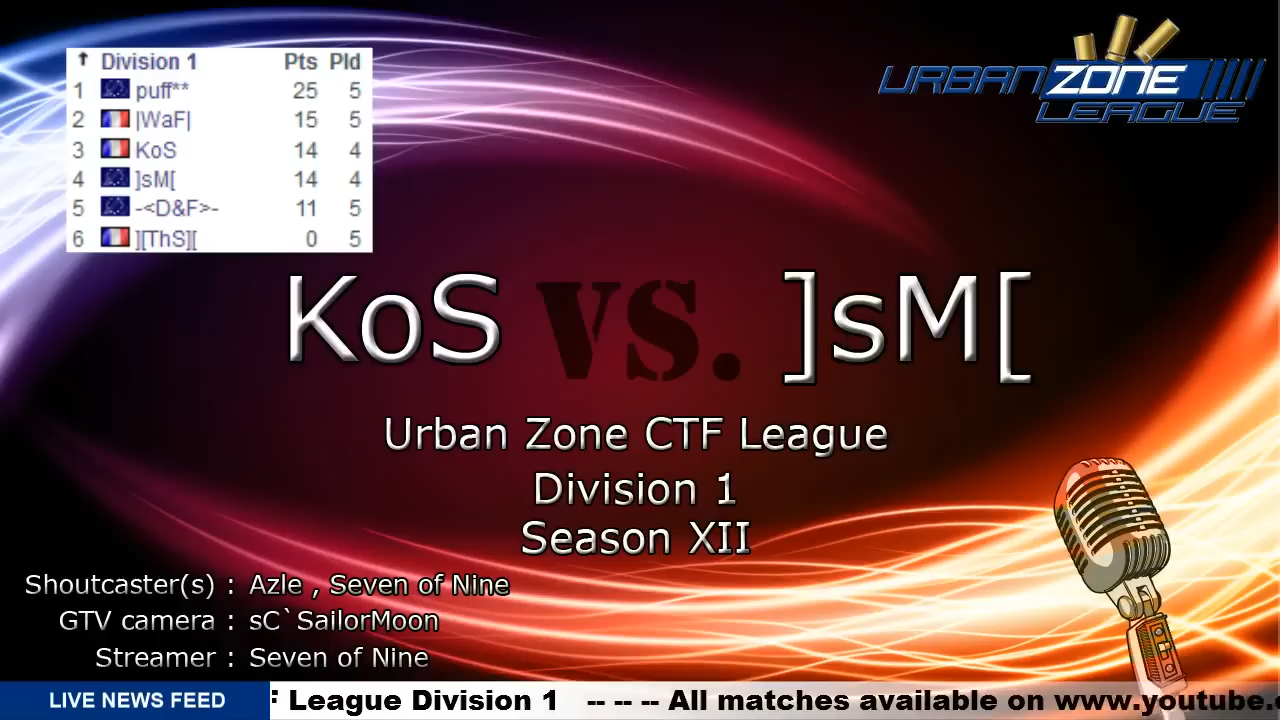 ↑ Division 1 Pts Pld
1 puff** 25 5
2 |WaF| 15 5
3 KoS 14 4
4 ]sM[ 14 4
5 -<D&F>- 11 5
6 ][ThS][ 0 5
URBAN ZONE
LEAGUE
KoS VS. ]sM[
Urban Zone CTF League
Division 1
Season XII
Shoutcaster(s) : Azle , Seven of Nine
GTV camera : sC`SailorMoon
Streamer : Seven of Nine
LIVE NEWS FEED League Division 1 -- -- -- All matches available on www.youtube.